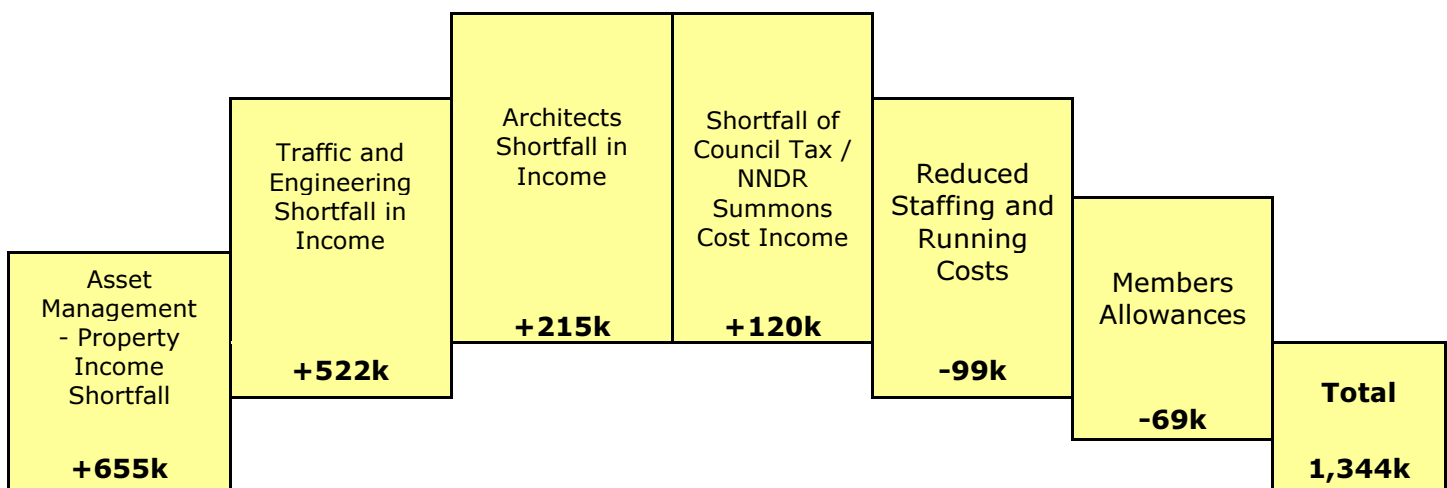 Asset
Management
- Property
Income
Shortfall
+655k
Traffic and
Engineering
Shortfall in
Income
+522k
Architects
Shortfall in
Income
+215k
Shortfall of
Council Tax /
NNDR
Summons
Cost Income
+120k
Reduced
Staffing and
Running
Costs
-99k
Members
Allowances
-69k
Total
1,344k